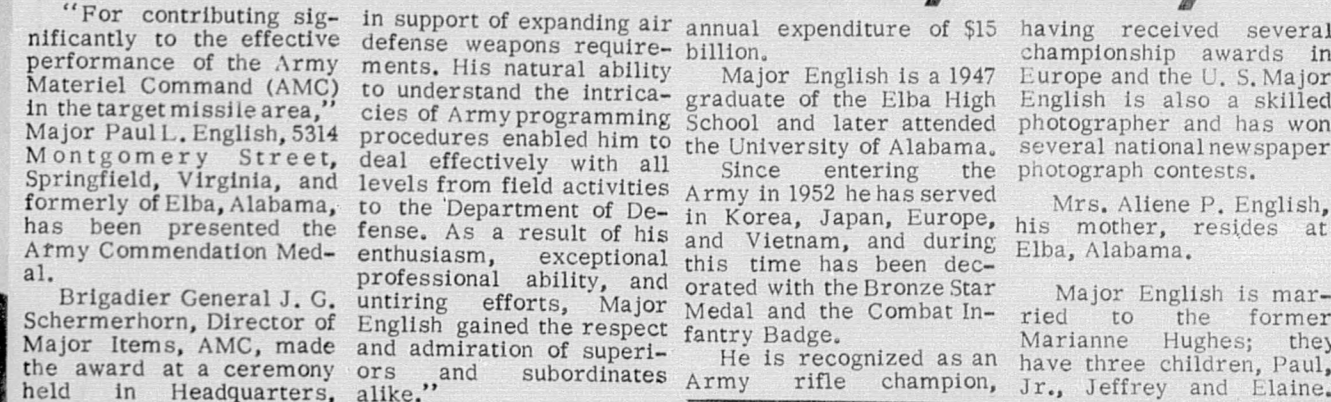 "For contributing sig-
nificantly to the effective
performance of the Army
Materiel Command (AMC)
in the target missile area,"
Major Paul L. English, 5314
Montgomery Street,
Springfield, Virginia, and
formerly of Elba, Alabama,
has been presented the
Army Commendation Med-
al.
Brigadier General J. G.
Schermerhorn, Director of
Major Items, AMC, made
the award at a ceremony
held in Headquarters,
in support of expanding air
defense weapons require-
ments. His natural ability
to understand the intrica-
cies of Army programming
procedures enabled him to
deal effectively with all
levels from field activities
to the Department of De-
fense. As a result of his
enthusiasm, exceptional
professional ability, and
untiring efforts, Major
English gained the respect
and admiration of superi-
ors and subordinates
alike."
annual expenditure of $15
billion.
Major English is a 1947
graduate of the Elba High
School and later attended
the University of Alabama.
Since entering the
Army in 1952 he has served
in Korea, Japan, Europe,
and Vietnam, and during
this time has been dec-
orated with the Bronze Star
Medal and the Combat In-
fantry Badge.
He is recognized as an
Army rifle champion,
having received several
championship awards in
Europe and the U. S. Major
English is also a skilled
photographer and has won
several national newspaper
photograph contests.
Mrs. Aliene P. English,
his mother, resides at
Elba, Alabama.
Major English is mar-
ried to the former
Marianne Hughes; they
have three children, Paul,
Jr., Jeffrey and Elaine.